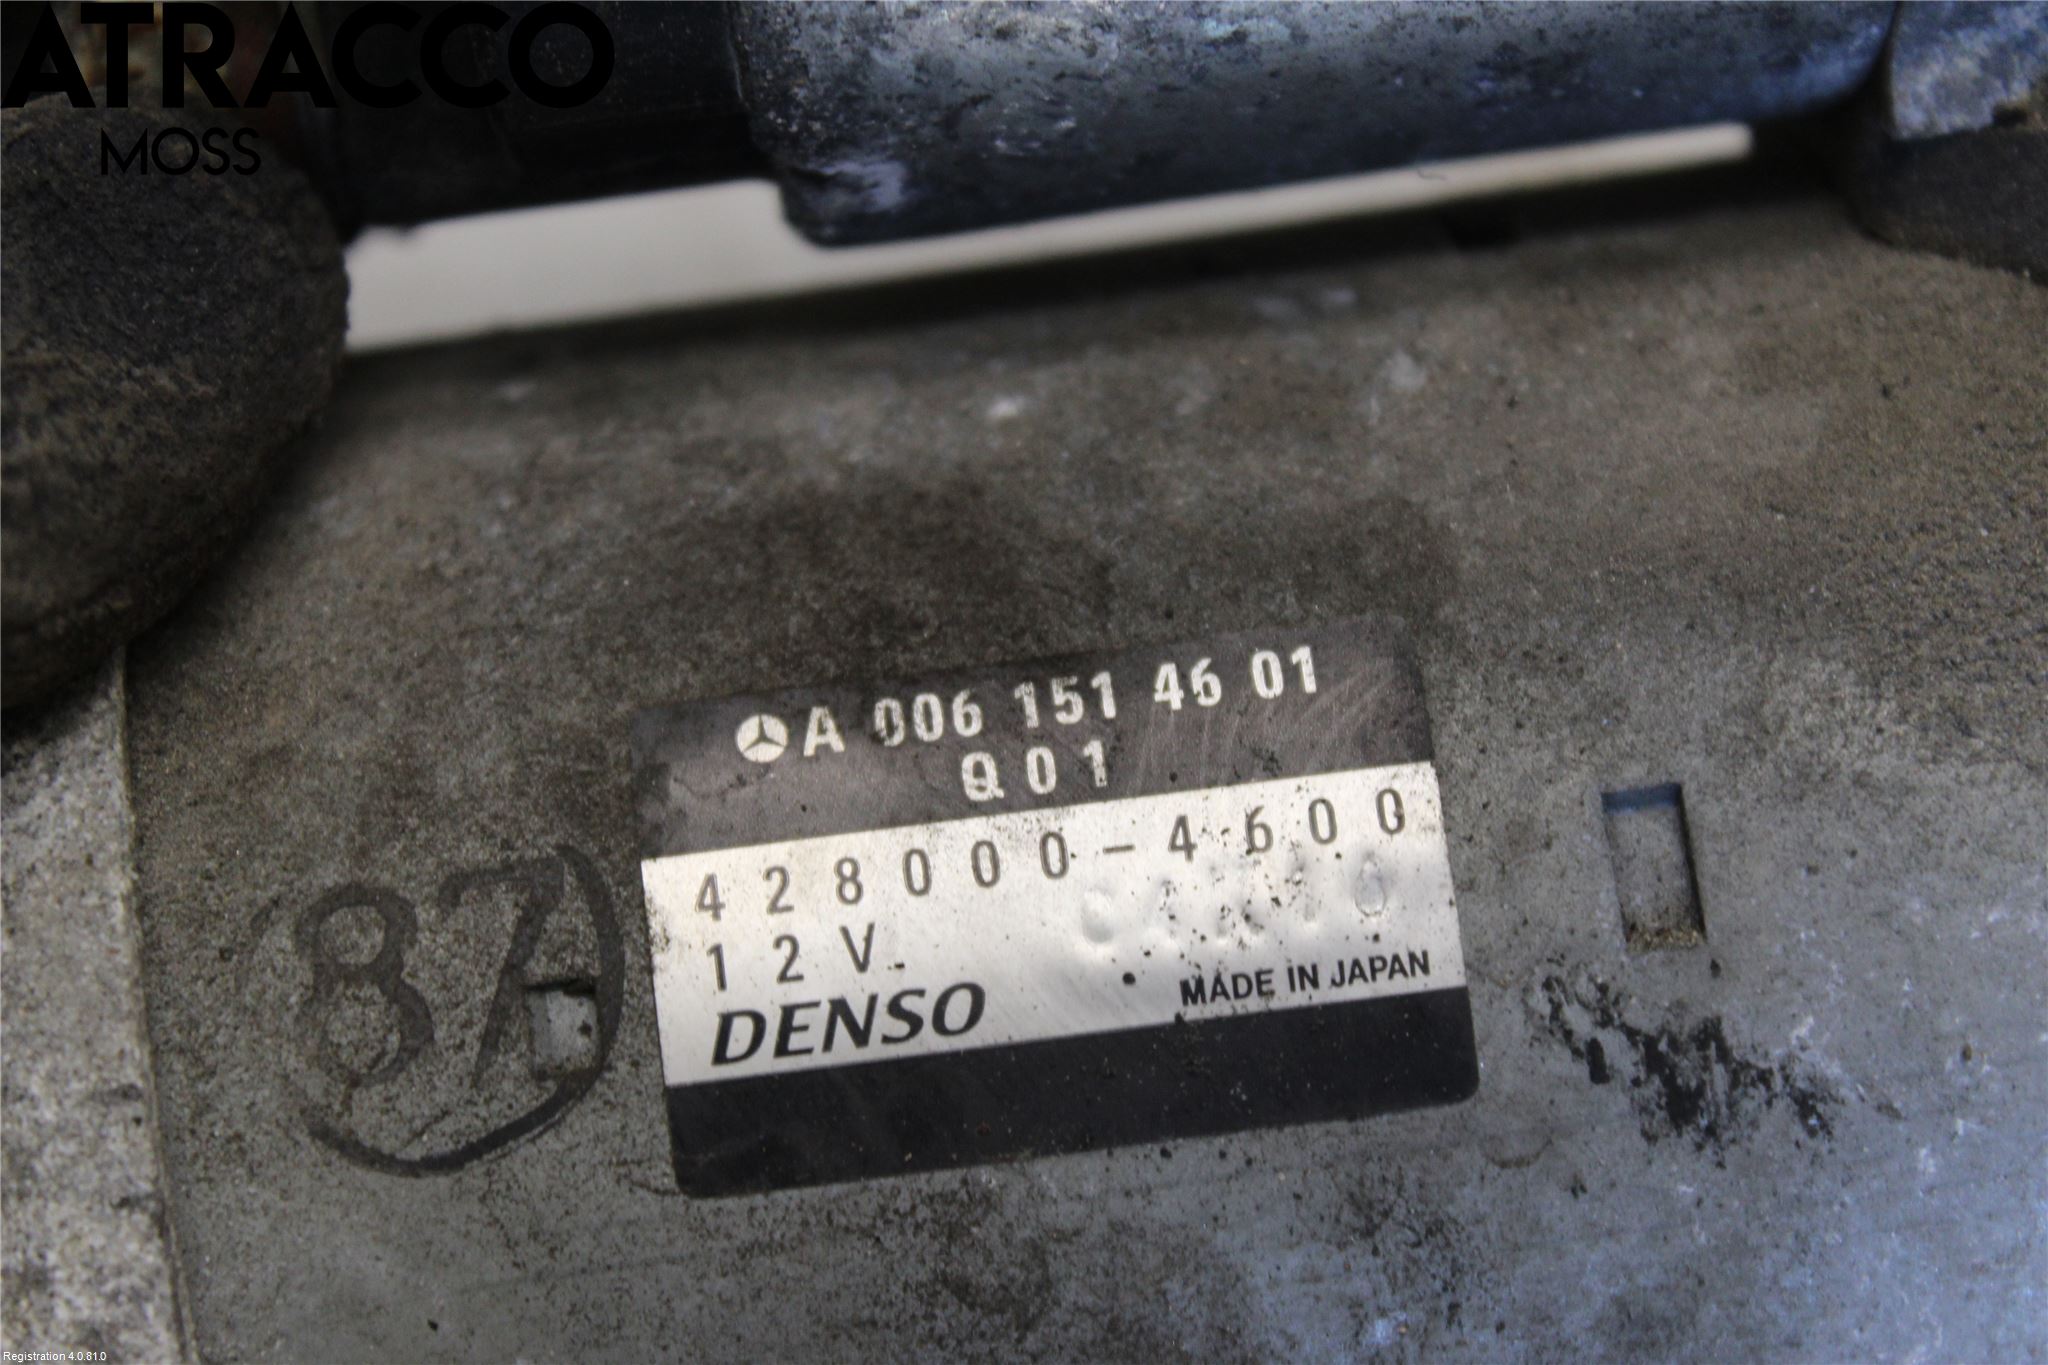 ATRACCO
MOSS
A 006 151 46 01
Q01
428000-4600
12V
DENSO
MADE IN JAPAN
87
Registration 4.0.81.0